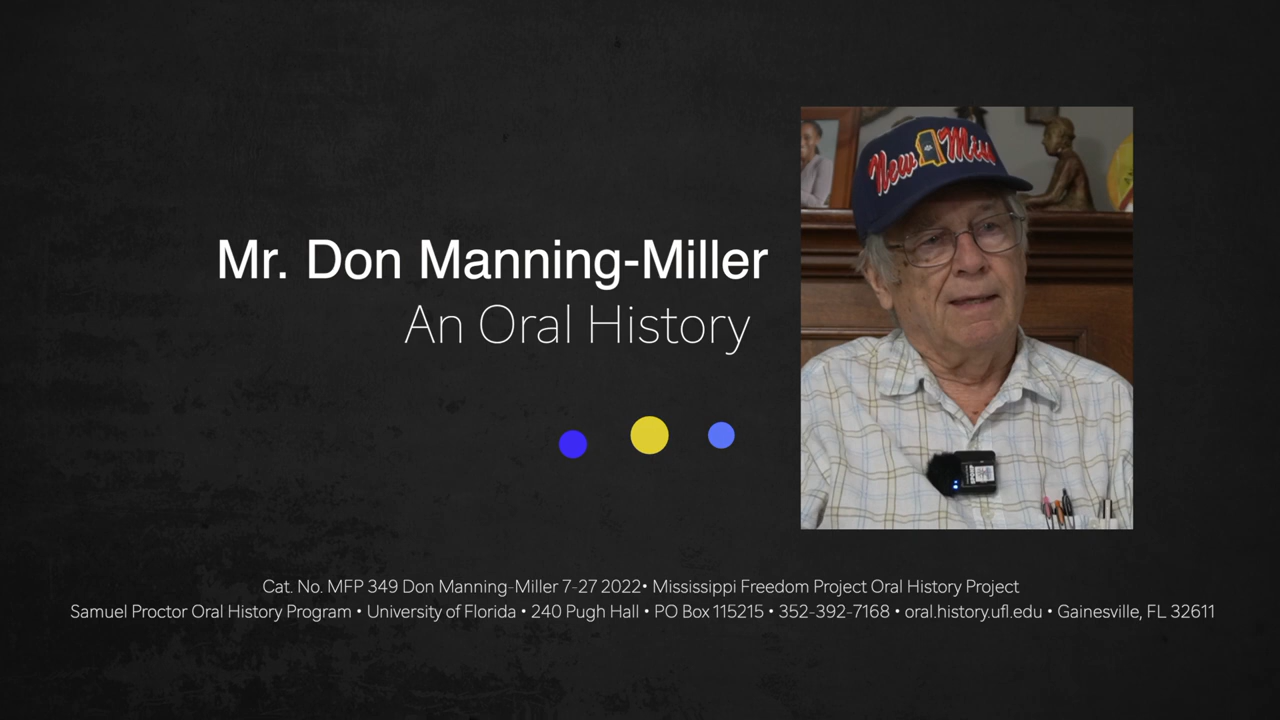 New Miss
Mr. Don Manning-Miller
An Oral History
Cat. No. MFP 349 Don Manning-Miller 7-27 2022• Mississippi Freedom Project Oral History Project
Samuel Proctor Oral History Program • University of Florida • 240 Pugh Hall • PO Box 115215 • 352-392-7168 • oral.history.ufl.edu • Gainesville, FL 32611